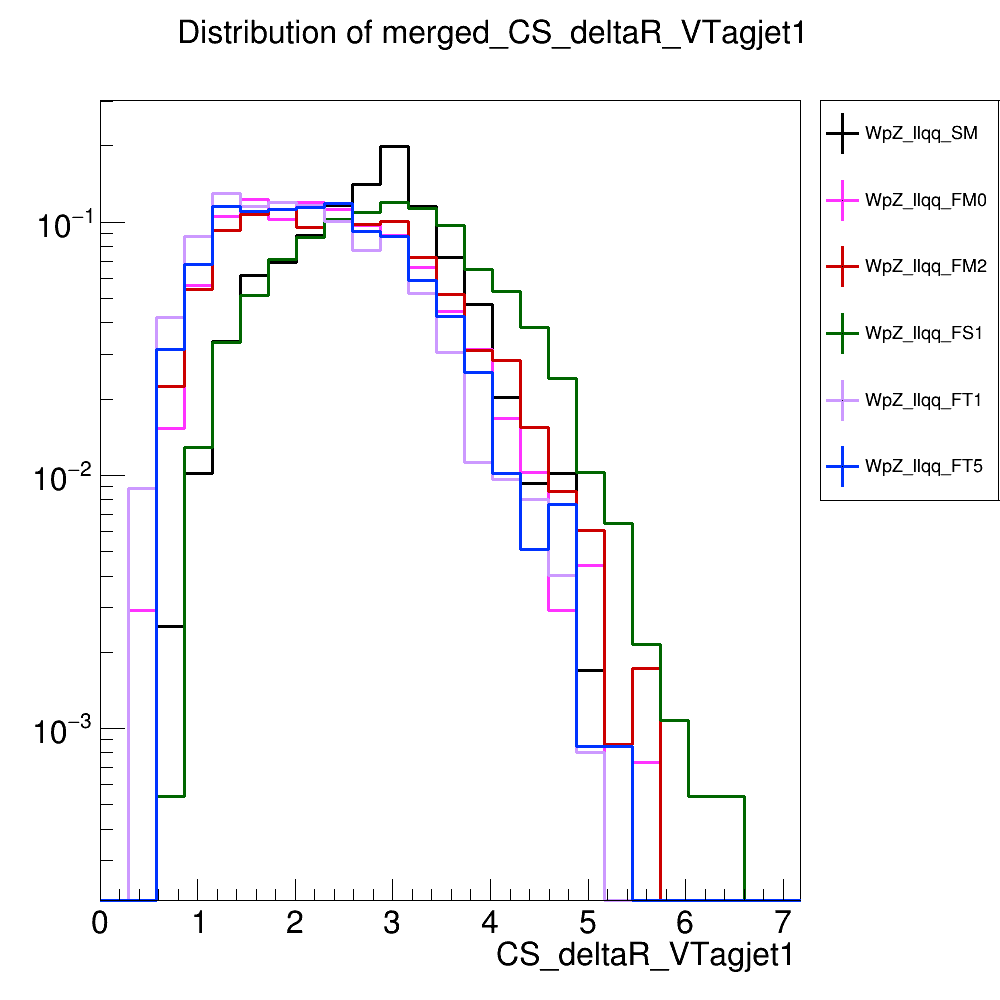 Distribution of merged_CS_deltaR_VTagjet1
WpZ_llqq_SM
WpZ_llqq_FM0
WpZ_llqq_FM2
WpZ_llqq_FS1
WpZ_llqq_FT1
WpZ_llqq_FT5
10⁻¹
10⁻²
10⁻³
0 1 2 3 4 5 6 7
CS_deltaR_VTagjet1